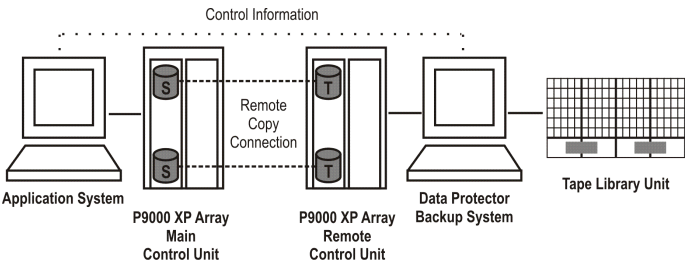 Control Information
S
T
Remote
Copy
Connection
S
T
Application System
P9000 XP Array
Main
Control Unit
P9000 XP Array
Remote
Control Unit
Data Protector
Backup System
Tape Library Unit